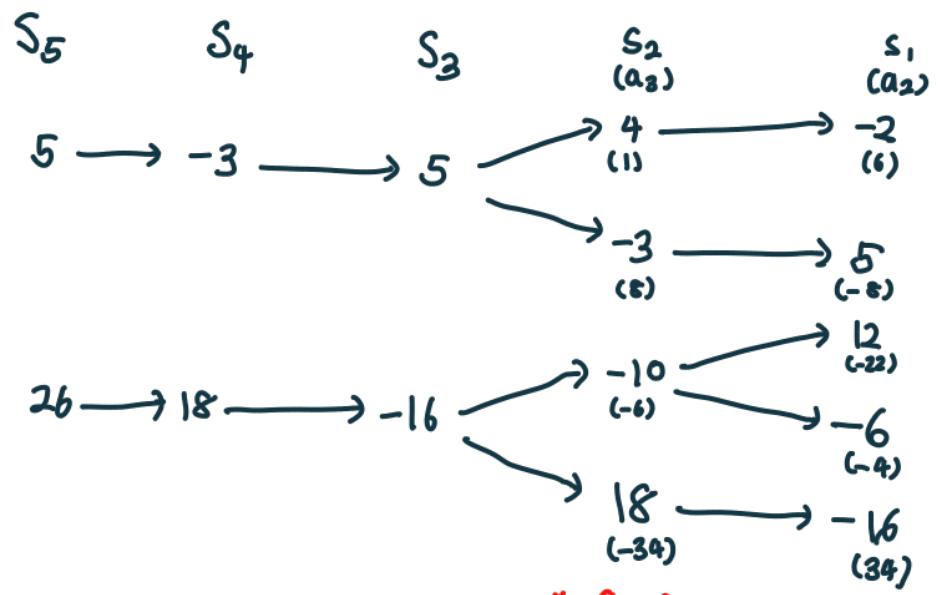 S5 S4 S3 S2 S1
(a3) (a2)
5 → -3 → 5 → 4 → -2
(1) (6)
→ -3 → 5
(8) (-8)
26 → 18 → -16 → -10 → 12
(-6) (-22)
→ -6
(-4)
→ 18 → -16
(-34) (34)